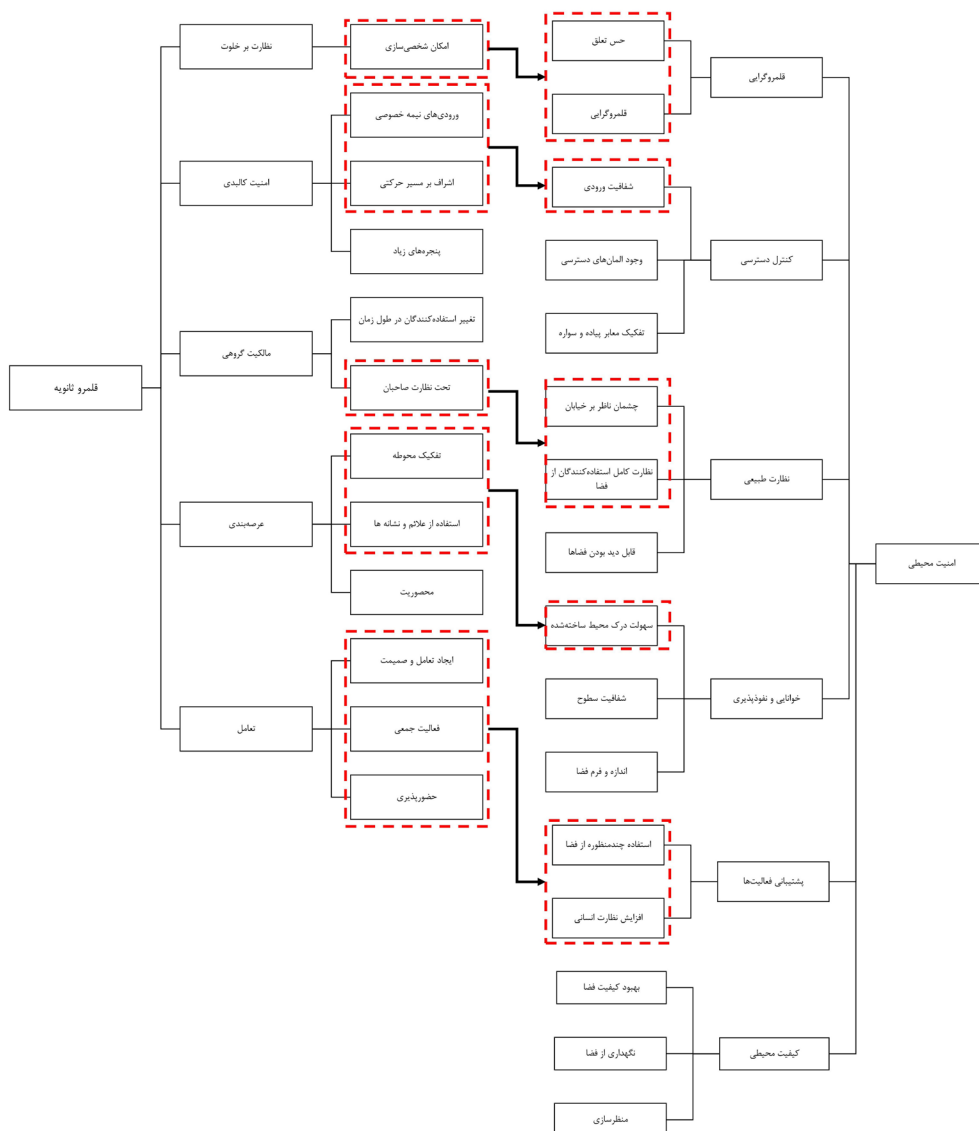 قلمرو ثانویه
نظارت بر خلوت
امکان شخصی‌سازی
امنیت کالبدی
ورودی‌های نیمه خصوصی
اشراف بر مسیر حرکتی
پنجره‌های زیاد
مالکیت گروهی
تغییر استفاده‌کنندگان در طول زمان
تحت نظارت صاحبان
عرصه‌بندی
تفکیک محوطه
استفاده از علائم و نشانه ها
محصوریت
تعامل
ایجاد تعامل و صمیمت
فعالیت جمعی
حضورپذیری
امنیت محیطی
قلمروگرایی
حس تعلق
قلمروگرایی
کنترل دسترسی
شفافیت ورودی
وجود المان‌های دسترسی
تفکیک معابر پیاده و سواره
نظارت طبیعی
چشمان ناظر بر خیابان
نظارت کامل استفاده‌کنندگان از
فضا
قابل دید بودن فضاها
خوانایی و نفوذپذیری
سهولت درک محیط ساخته‌شده
شفافیت سطوح
اندازه و فرم فضا
پشتیبانی فعالیت‌ها
استفاده چندمنظوره از فضا
افزایش نظارت انسانی
کیفیت محیطی
بهبود کیفیت فضا
نگهداری از فضا
منظرسازی